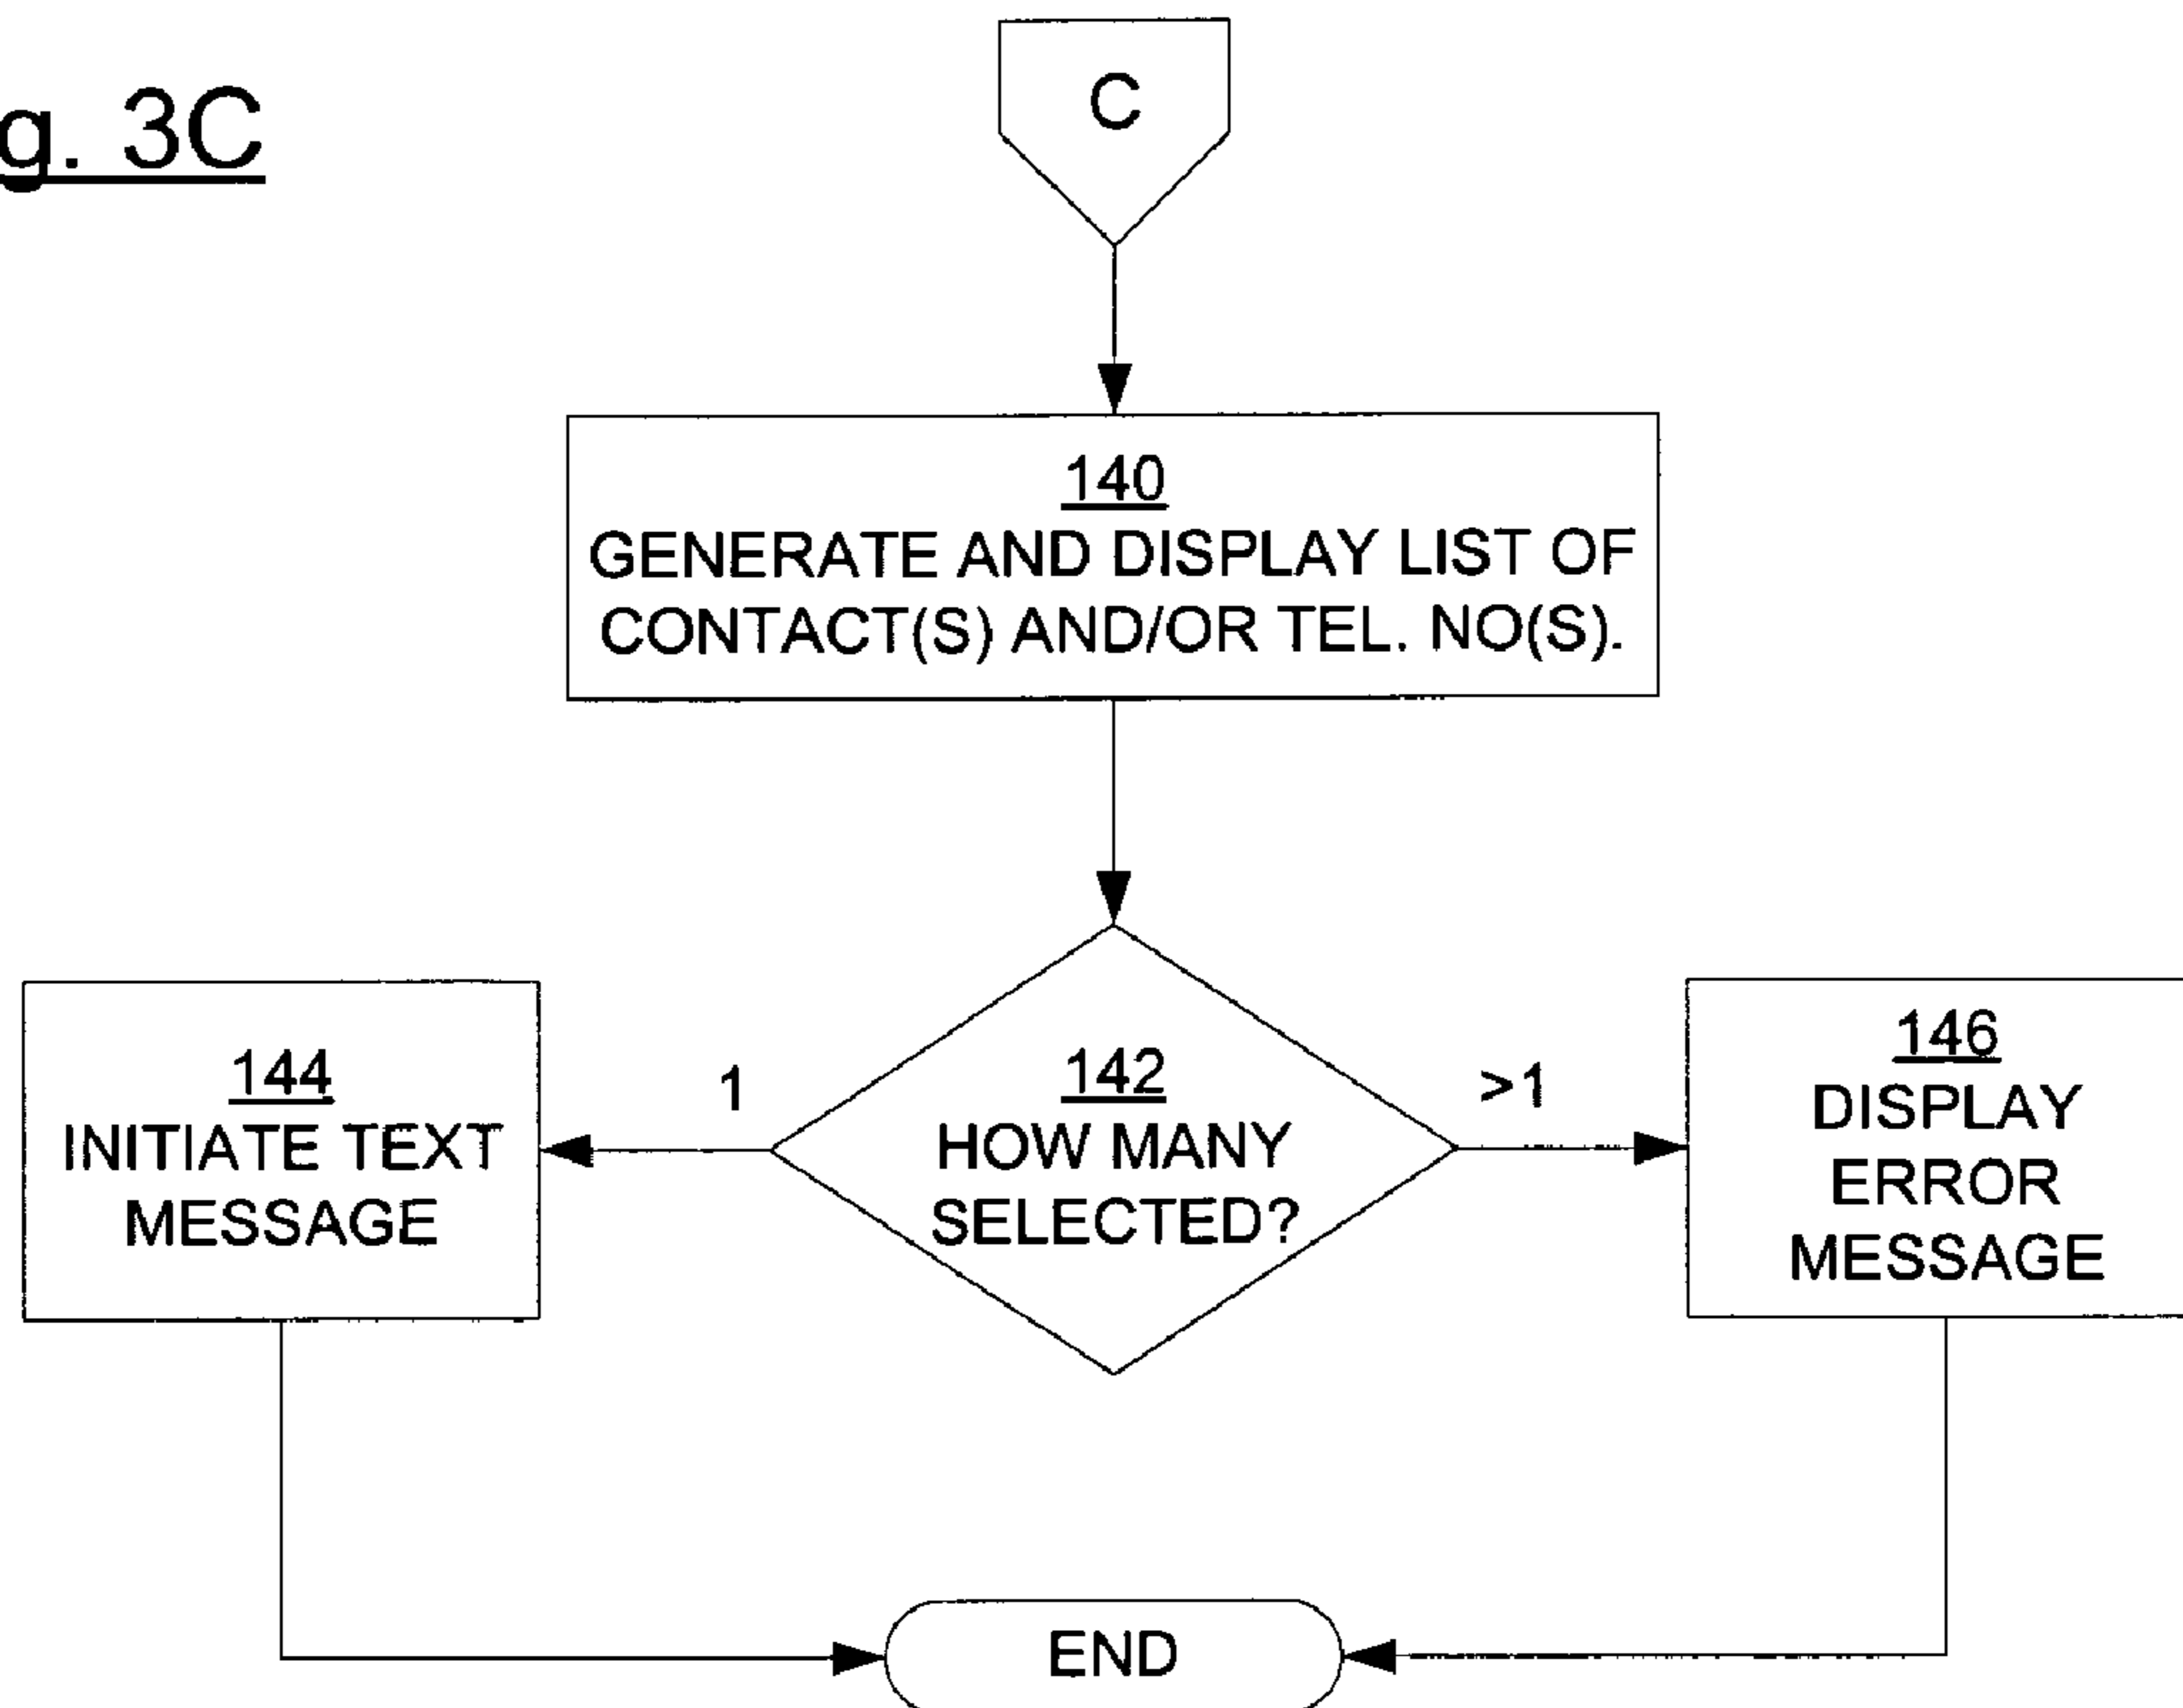 g. 3C
C
140
GENERATE AND DISPLAY LIST OF
CONTACT(S) AND/OR TEL. NO(S).
144
INITIATE TEXT
MESSAGE
1
142
HOW MANY
SELECTED?
>1
146
DISPLAY
ERROR
MESSAGE
END